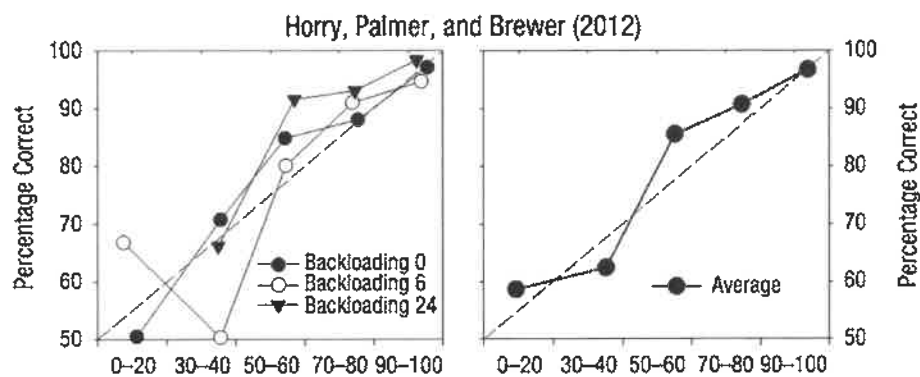 Horry, Palmer, and Brewer (2012)
Percentage Correct
100
90
80
70
60
50
Backloading 0
Backloading 6
Backloading 24
0–20 30–40 50–60 70–80 90–100
Average
0–20 30–40 50–60 70–80 90–100
100
90
80
70
60
50
Percentage Correct